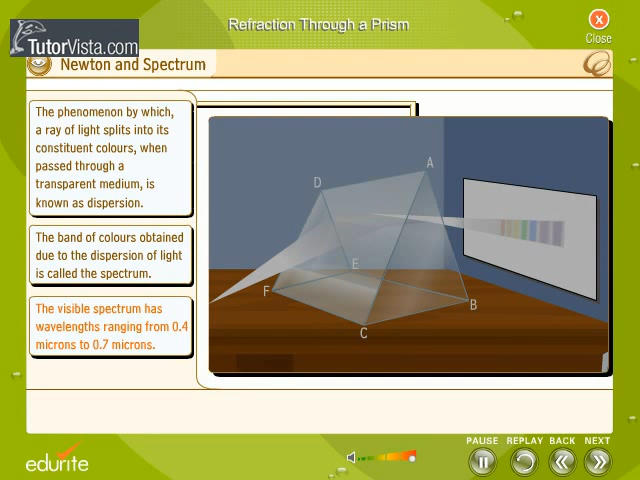 Refraction Through a Prism
X
Close
TutorVista.com
Newton and Spectrum
The phenomenon by which,
a ray of light splits into its
constituent colours, when
passed through a
transparent medium, is
known as dispersion.
The band of colours obtained
due to the dispersion of light
is called the spectrum.
The visible spectrum has
wavelengths ranging from 0.4
microns to 0.7 microns.
A
D
E
F
B
C
PAUSE REPLAY BACK NEXT
edurite